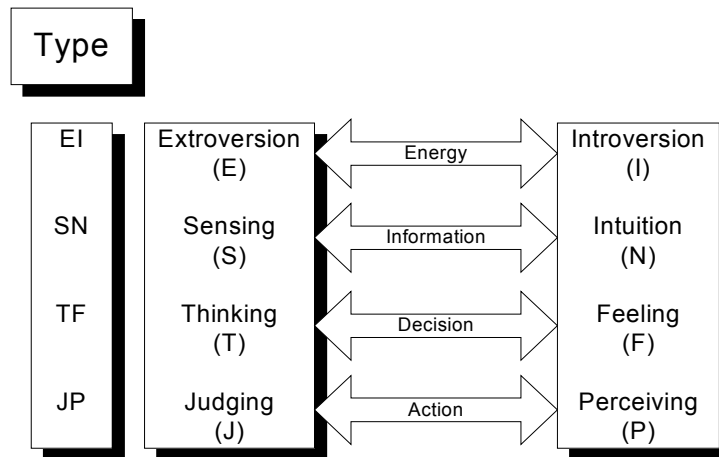 Type
EI
Extroversion
(E)
Energy
Introversion
(I)
SN
Sensing
(S)
Information
Intuition
(N)
TF
Thinking
(T)
Decision
Feeling
(F)
JP
Judging
(J)
Action
Perceiving
(P)